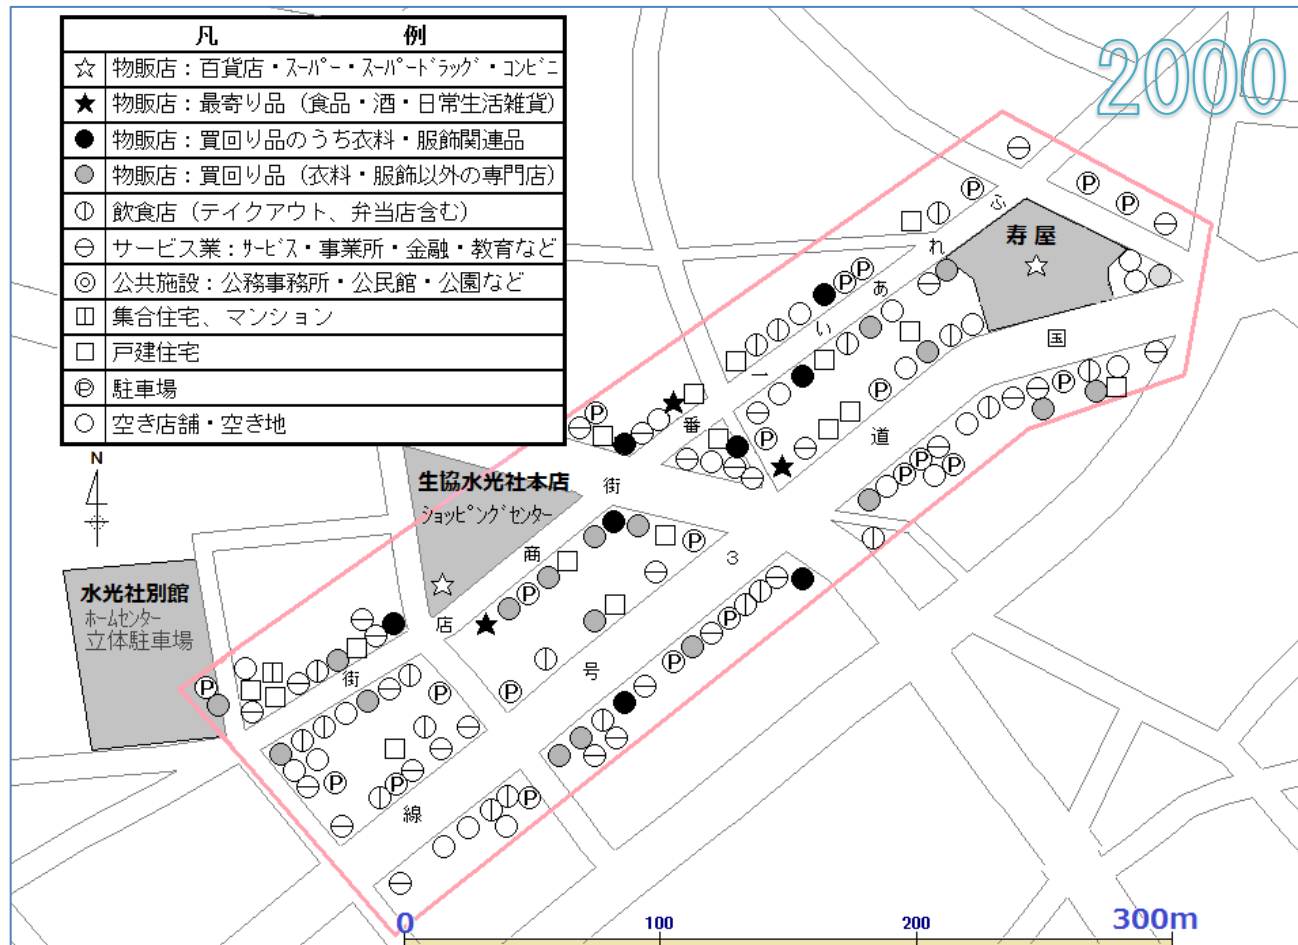 2000
凡 例
☆ 物販店：百貨店・ｽｰﾊﾟｰ・ｽｰﾊﾟｰﾄﾞﾗｯｸﾞ・ｺﾝﾋﾞﾆ
★ 物販店：最寄り品（食品・酒・日常生活雑貨）
● 物販店：買回り品のうち衣料・服飾関連品
物販店：買回り品（衣料・服飾以外の専門店）
飲食店（テイクアウト、弁当店含む）
サービス業：ｻｰﾋﾞｽ・事業所・金融・教育など
◎ 公共施設：公務事務所・公民館・公園など
集合住宅、マンション
□ 戸建住宅
Ⓟ 駐車場
○ 空き店舗・空き地
N
寿屋
生協水光社本店
ｼｮｯﾋﾟﾝｸﾞｾﾝﾀｰ
水光社別館
ﾎｰﾑｾﾝﾀｰ
立体駐車場
ふれあい一番街商店街
国道3号線
0 100 200 300m